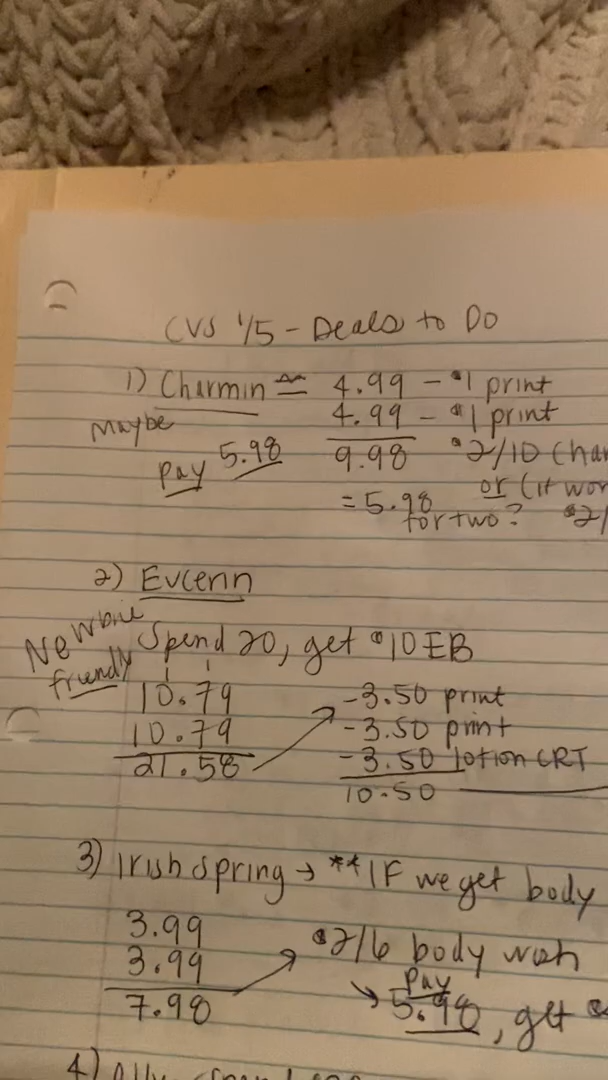 CVS 1/5 - Deals to Do
1) Charmin 4.99 - $1 print
Maybe 4.99 - $1 print
pay 5.98 9.98 $2/10 Char
= 5.98 or (it wor
for two? $2/
2) Eucerin
Newbie friendly
Spend 20, get $10 EB
10.79 -3.50 print
10.79 -3.50 print
21.58 -3.50 lotion CRT
10.50
3) Irish Spring → **IF we get body
3.99
3.99 $2/6 body wash
7.98 → Pay 5.98, get
4)